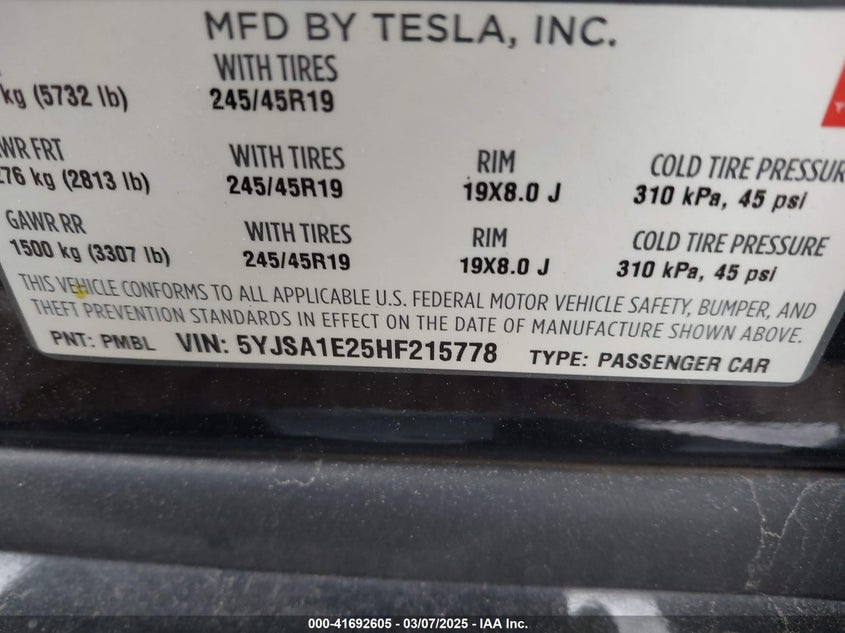 MFD BY TESLA, INC.
WITH TIRES
kg (5732 lb) 245/45R19
WR FRT WITH TIRES RIM COLD TIRE PRESSUR
276 kg (2813 lb) 245/45R19 19X8.0 J 310 kPa, 45 psi
GAWR RR WITH TIRES RIM COLD TIRE PRESSURE
1500 kg (3307 lb) 245/45R19 19X8.0 J 310 kPa, 45 psi
THIS VEHICLE CONFORMS TO ALL APPLICABLE U.S. FEDERAL MOTOR VEHICLE SAFETY, BUMPER, AND
THEFT PREVENTION STANDARDS IN EFFECT ON THE DATE OF MANUFACTURE SHOWN ABOVE.
PNT: PMBL VIN: 5YJSA1E25HF215778 TYPE: PASSENGER CAR
000-41692605 - 03/07/2025 - IAA Inc.